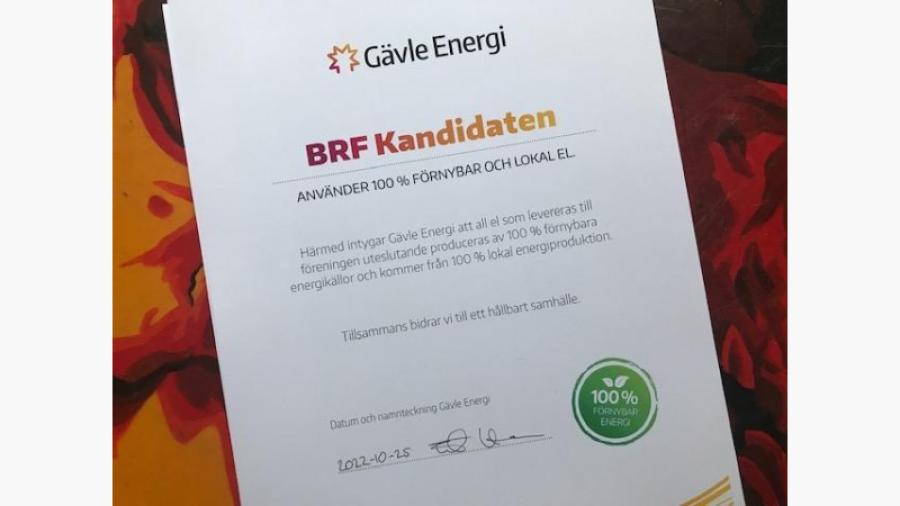 Gävle Energi
BRF Kandidaten
ANVÄNDER 100 % FÖRNYBAR OCH LOKAL EL.
Härmed intygar Gävle Energi att all el som levereras till
föreningen uteslutande produceras av 100 % förnybara
energikällor och kommer från 100 % lokal energiproduktion.
Tillsammans bidrar vi till ett hållbart samhälle.
100 %
FÖRNYBAR
ENERGI
Datum och namnteckning Gävle Energi
2022-10-25